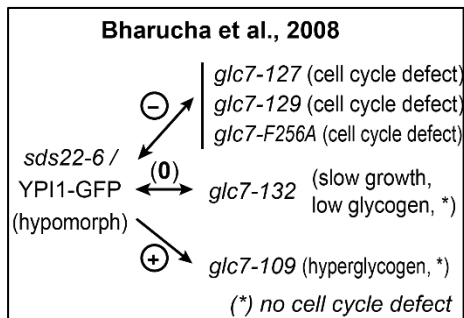 Bharucha et al., 2008
glc7-127 (cell cycle defect)
− glc7-129 (cell cycle defect)
glc7-F256A (cell cycle defect)
sds22-6 /
(0)
YPI1-GFP glc7-132 (slow growth,
(hypomorph) low glycogen, *)
+ glc7-109 (hyperglycogen, *)
(*) no cell cycle defect